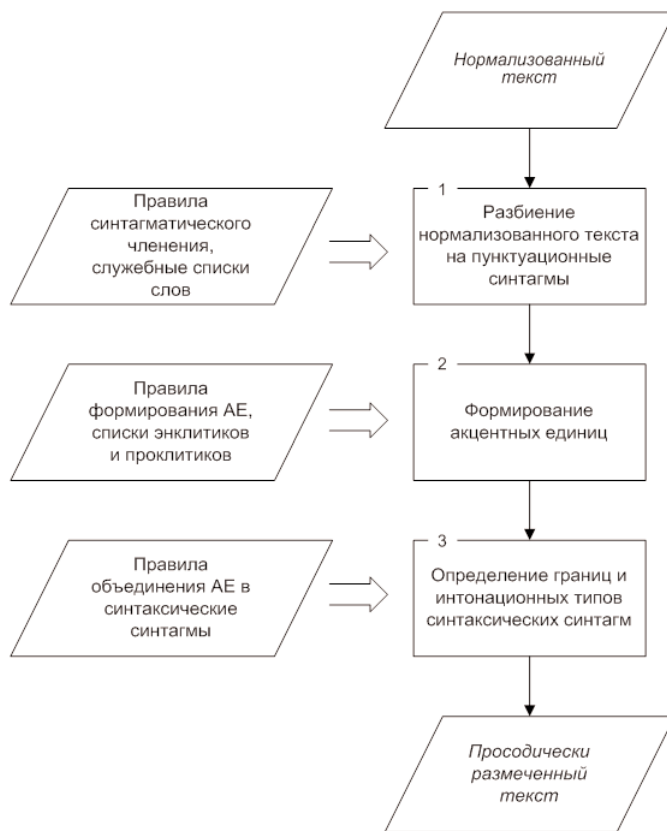 Нормализованный
текст
1
Правила
синтагматического
членения,
служебные списки
слов
Разбиение
нормализованного текста
на пунктуационные
синтагмы
2
Правила
формирования АЕ,
списки энклитиков
и проклитиков
Формирование
акцентных единиц
3
Правила
объединения АЕ в
синтаксические
синтагмы
Определение границ и
интонационных типов
синтаксических синтагм
Просодически
размеченный
текст